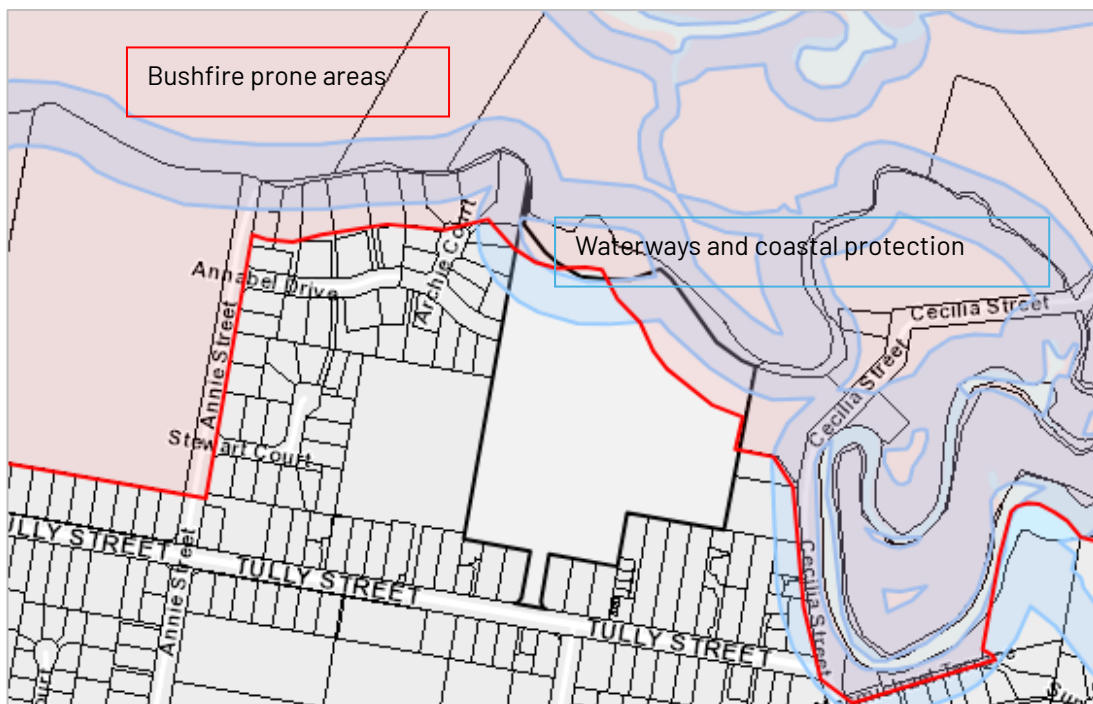 Bushfire prone areas
Waterways and coastal protection
Annabel Drive
Archie Court
Cecilia Street
Annie Street
Cecilia Street
Stewart Court
TULLY STREET
Annie Street
TULLY STREET
Cecilia Street
TULLY STREET
Court